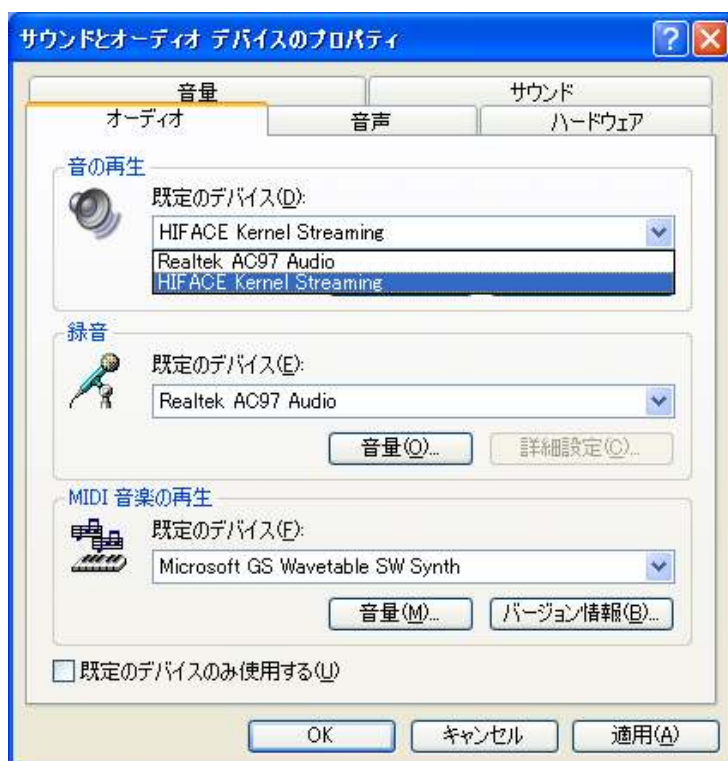 サウンドとオーディオ デバイスのプロパティ
音量
サウンド
オーディオ
音声
ハードウェア
音の再生
既定のデバイス(D):
HIFACE Kernel Streaming
Realtek AC97 Audio
HIFACE Kernel Streaming
録音
既定のデバイス(E):
Realtek AC97 Audio
音量(O)...
詳細設定(C)...
MIDI 音楽の再生
既定のデバイス(F):
Microsoft GS Wavetable SW Synth
音量(M)...
バージョン情報(B)...
既定のデバイスのみ使用する(U)
OK
キャンセル
適用(A)